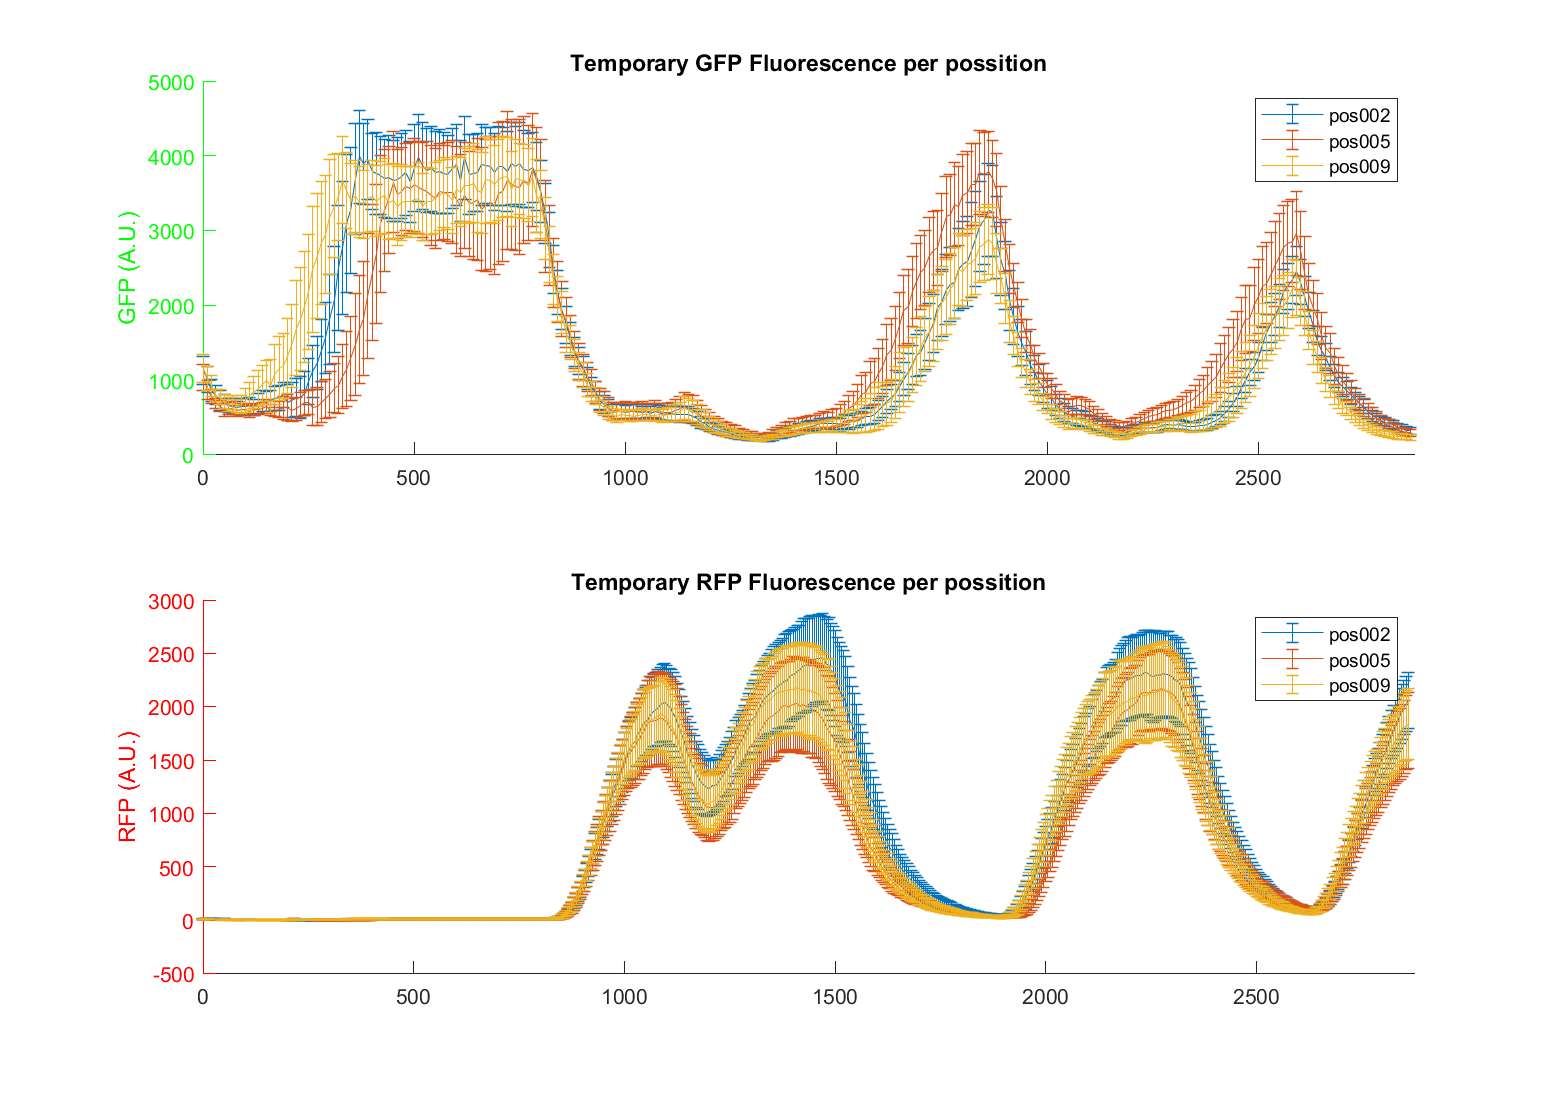 Temporary GFP Fluorescence per possition
5000
4000
3000
2000
1000
0
GFP (A.U.)
0 500 1000 1500 2000 2500
pos002
pos005
pos009
Temporary RFP Fluorescence per possition
3000
2500
2000
1500
1000
500
0
-500
RFP (A.U.)
0 500 1000 1500 2000 2500
pos002
pos005
pos009